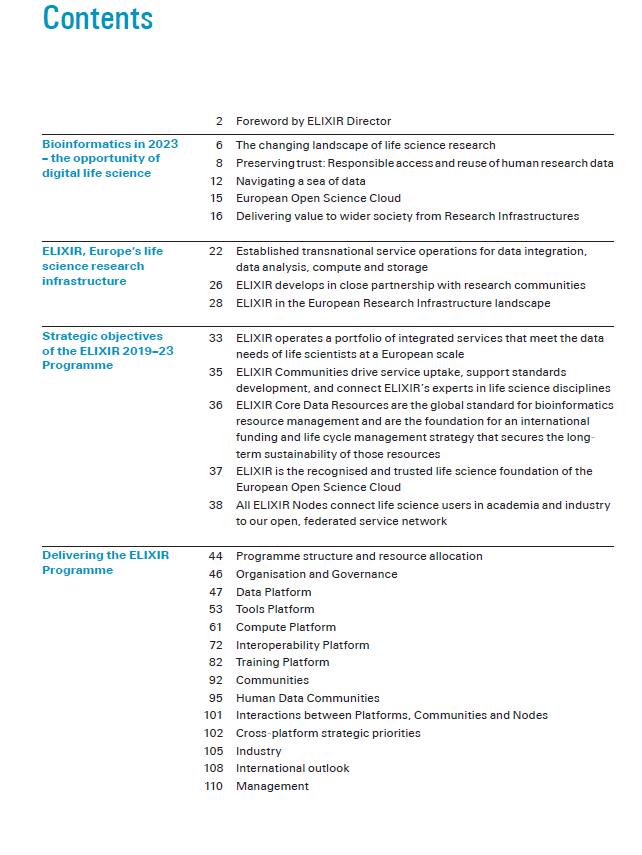 Contents
2 Foreword by ELIXIR Director
Bioinformatics in 2023
– the opportunity of
digital life science
6 The changing landscape of life science research
8 Preserving trust: Responsible access and reuse of human research data
12 Navigating a sea of data
15 European Open Science Cloud
16 Delivering value to wider society from Research Infrastructures
ELIXIR, Europe's life
science research
infrastructure
22 Established transnational service operations for data integration,
data analysis, compute and storage
26 ELIXIR develops in close partnership with research communities
28 ELIXIR in the European Research Infrastructure landscape
Strategic objectives
of the ELIXIR 2019–23
Programme
33 ELIXIR operates a portfolio of integrated services that meet the data
needs of life scientists at a European scale
35 ELIXIR Communities drive service uptake, support standards
development, and connect ELIXIR's experts in life science disciplines
36 ELIXIR Core Data Resources are the global standard for bioinformatics
resource management and are the foundation for an international
funding and life cycle management strategy that secures the long-
term sustainability of those resources
37 ELIXIR is the recognised and trusted life science foundation of the
European Open Science Cloud
38 All ELIXIR Nodes connect life science users in academia and industry
to our open, federated service network
Delivering the ELIXIR
Programme
44 Programme structure and resource allocation
46 Organisation and Governance
47 Data Platform
53 Tools Platform
61 Compute Platform
72 Interoperability Platform
82 Training Platform
92 Communities
95 Human Data Communities
101 Interactions between Platforms, Communities and Nodes
102 Cross-platform strategic priorities
105 Industry
108 International outlook
110 Management